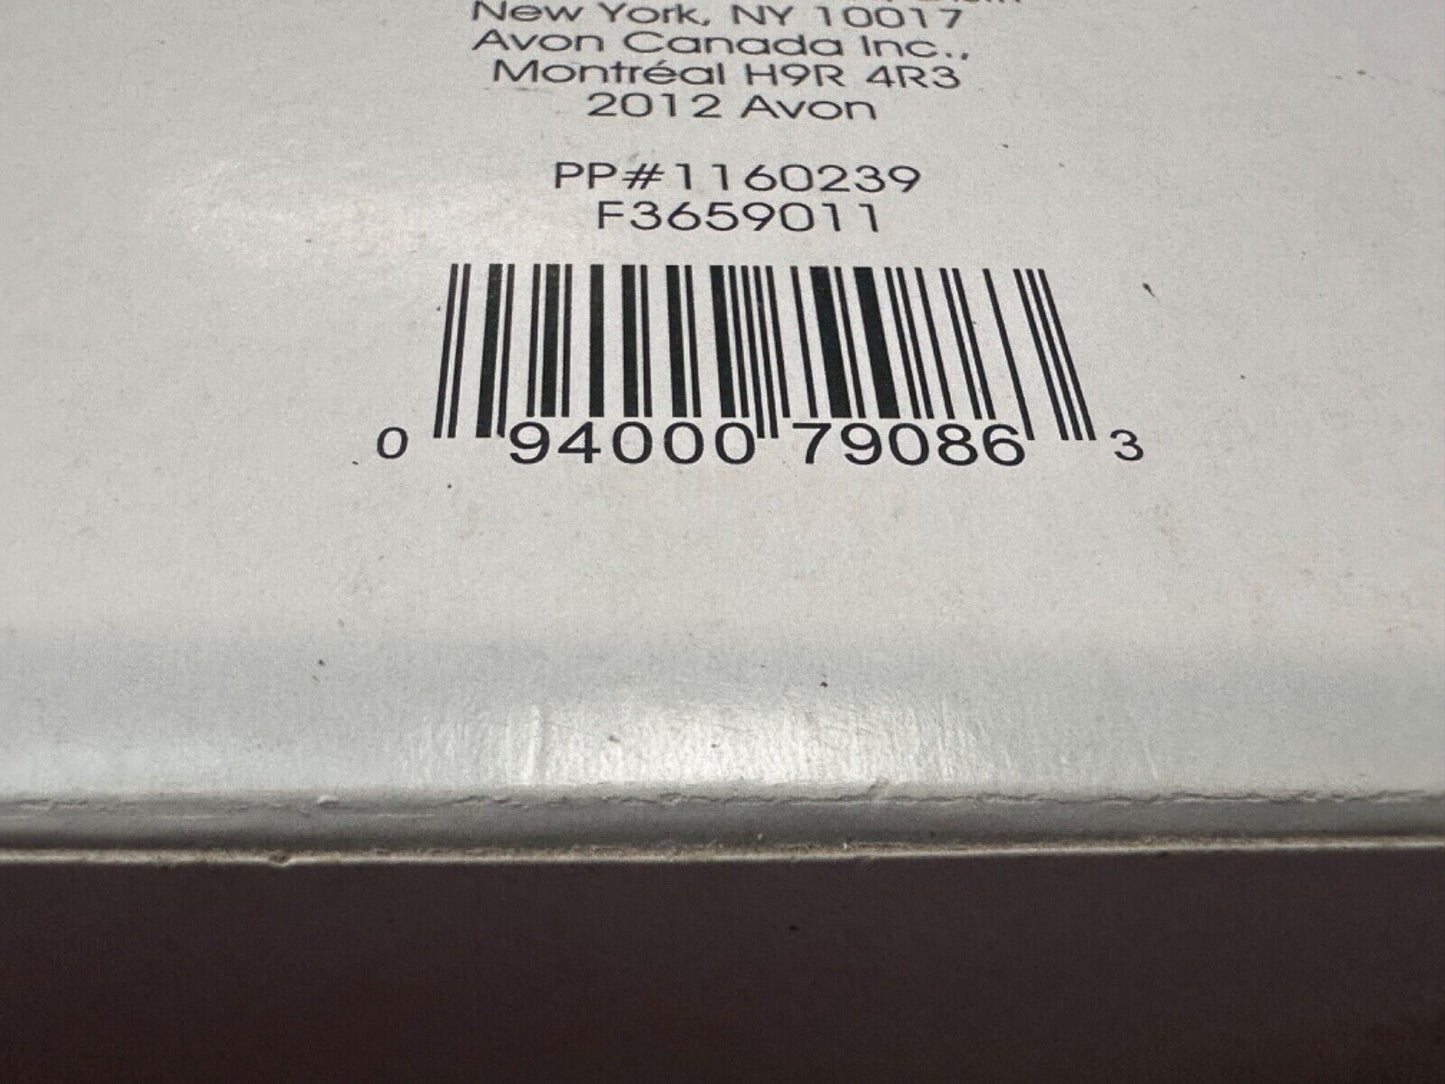 New York, NY 10017
Avon Canada Inc.,
Montréal H9R 4R3
2012 Avon
PP#1160239
F3659011
0 94000 79086 3